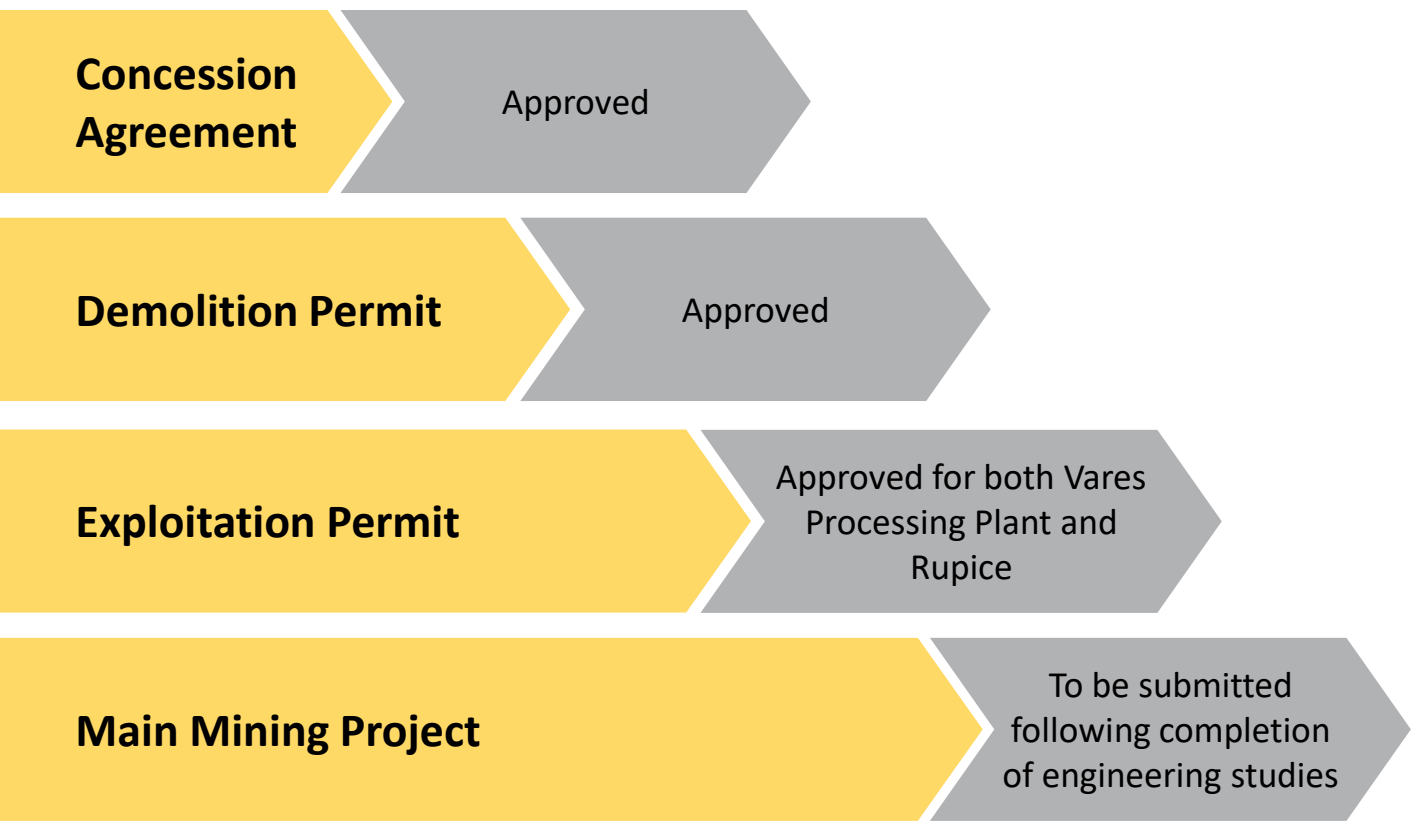 Concession
Agreement
Approved
Demolition Permit
Approved
Exploitation Permit
Approved for both Vares
Processing Plant and
Rupice
Main Mining Project
To be submitted
following completion
of engineering studies